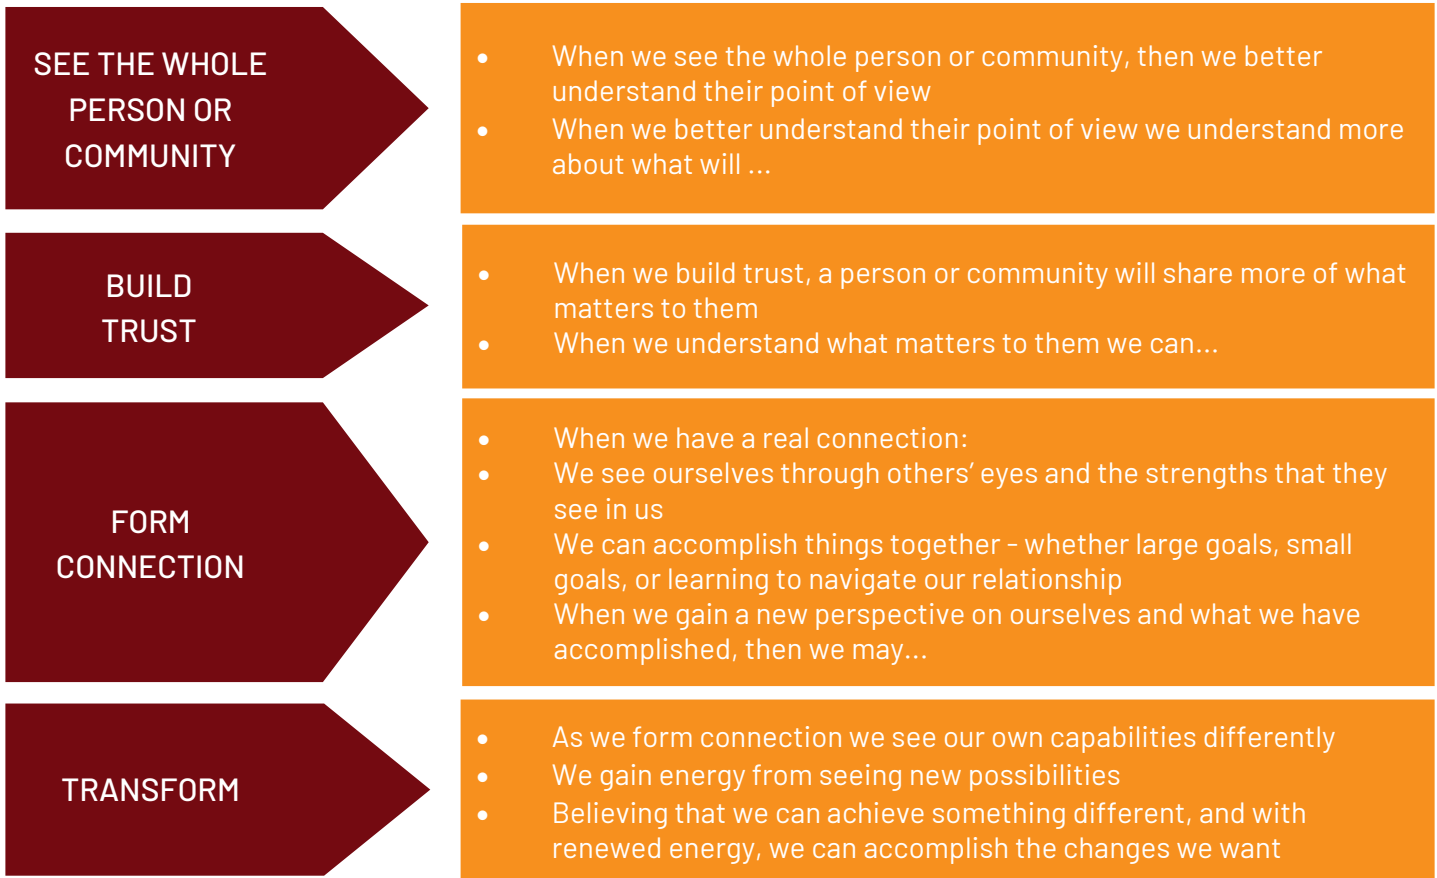 SEE THE WHOLE
PERSON OR
COMMUNITY
• When we see the whole person or community, then we better
understand their point of view
• When we better understand their point of view we understand more
about what will ...
BUILD
TRUST
• When we build trust, a person or community will share more of what
matters to them
• When we understand what matters to them we can...
FORM
CONNECTION
• When we have a real connection:
• We see ourselves through others’ eyes and the strengths that they
see in us
• We can accomplish things together - whether large goals, small
goals, or learning to navigate our relationship
• When we gain a new perspective on ourselves and what we have
accomplished, then we may...
TRANSFORM
• As we form connection we see our own capabilities differently
• We gain energy from seeing new possibilities
• Believing that we can achieve something different, and with
renewed energy, we can accomplish the changes we want